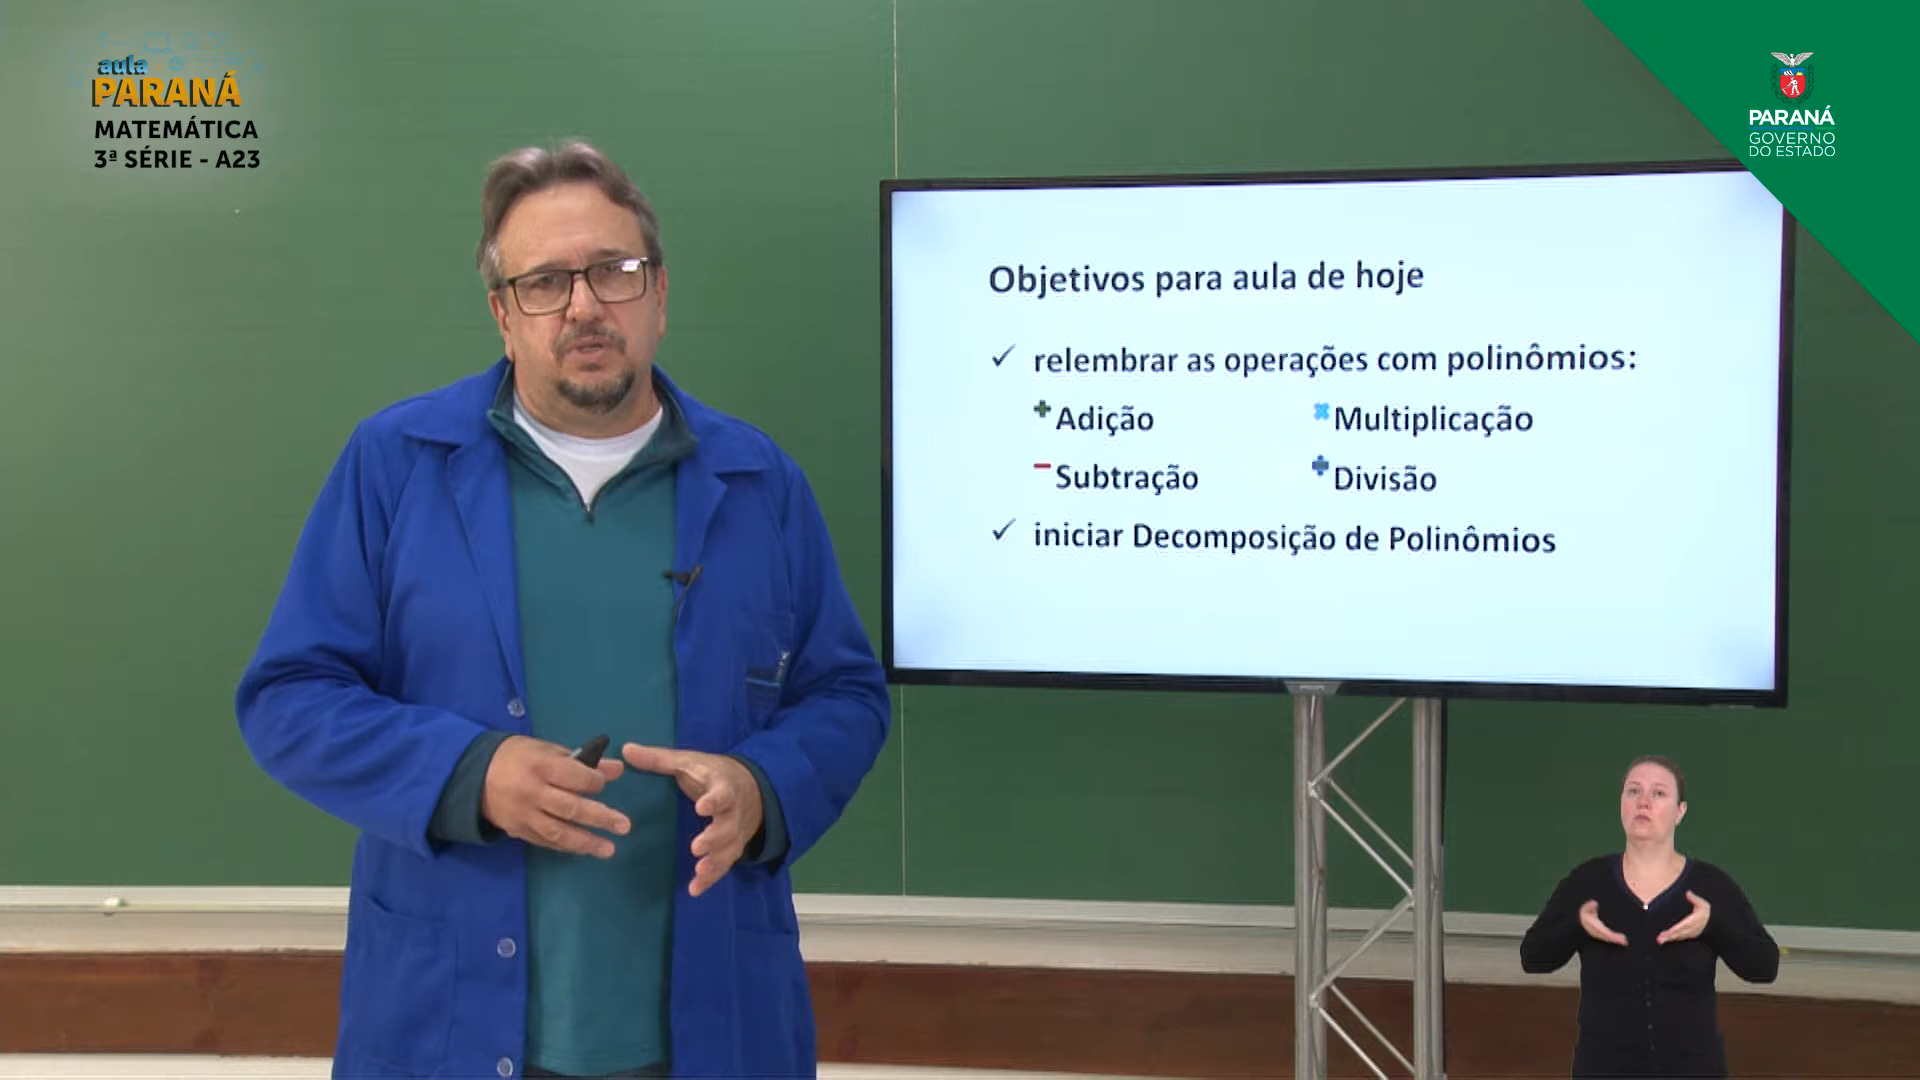 aula
PARANÁ
MATEMÁTICA
3ª SÉRIE - A23
PARANÁ
GOVERNO
DO ESTADO
Objetivos para aula de hoje
✓ relembrar as operações com polinômios:
+ Adição × Multiplicação
− Subtração ÷ Divisão
✓ iniciar Decomposição de Polinômios